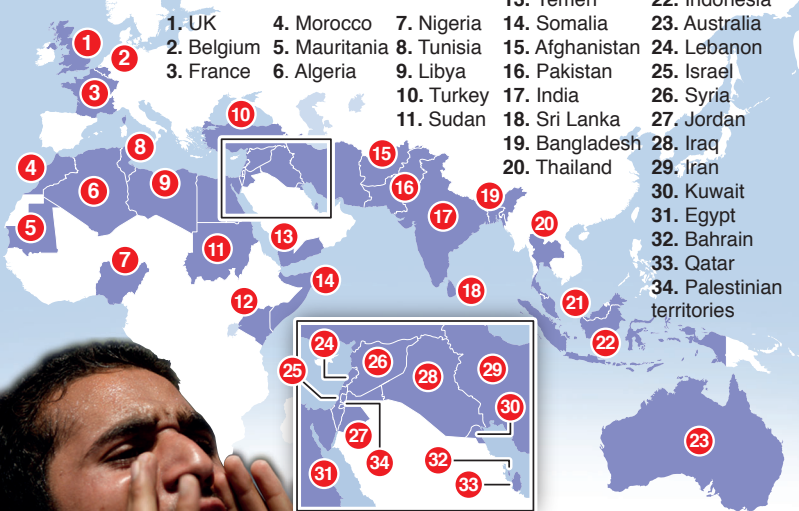 1. UK
2. Belgium
3. France
4. Morocco
5. Mauritania
6. Algeria
7. Nigeria
8. Tunisia
9. Libya
10. Turkey
11. Sudan
13. Yemen
14. Somalia
15. Afghanistan
16. Pakistan
17. India
18. Sri Lanka
19. Bangladesh
20. Thailand
22. Indonesia
23. Australia
24. Lebanon
25. Israel
26. Syria
27. Jordan
28. Iraq
29. Iran
30. Kuwait
31. Egypt
32. Bahrain
33. Qatar
34. Palestinian
territories
1
2
3
10
8
4
6
9
5
15
16
19
17
20
13
11
7
14
18
12
21
22
24
26
25
28
29
30
27
34
32
31
33
23